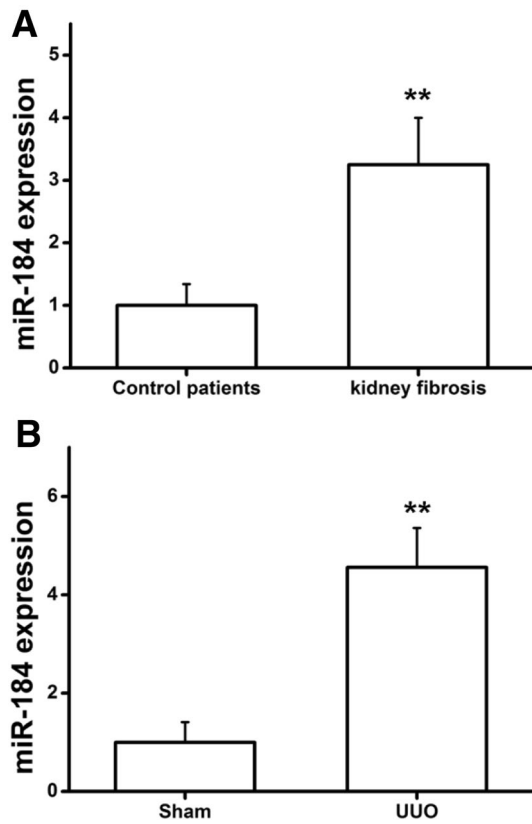 A
miR-184 expression
5
4
3
2
1
0
**
Control patients kidney fibrosis
B
miR-184 expression
6
4
2
0
**
Sham UUO